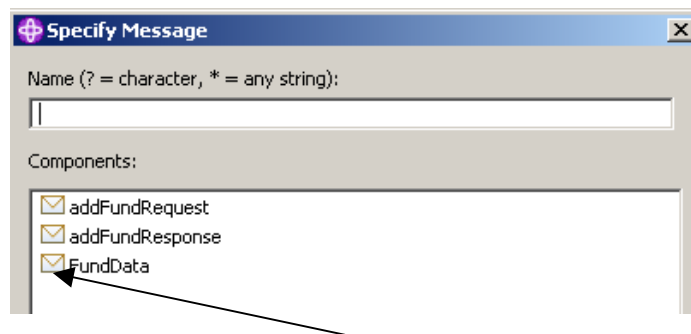 Specify Message
Name (? = character, * = any string):
Components:
addFundRequest
addFundResponse
FundData